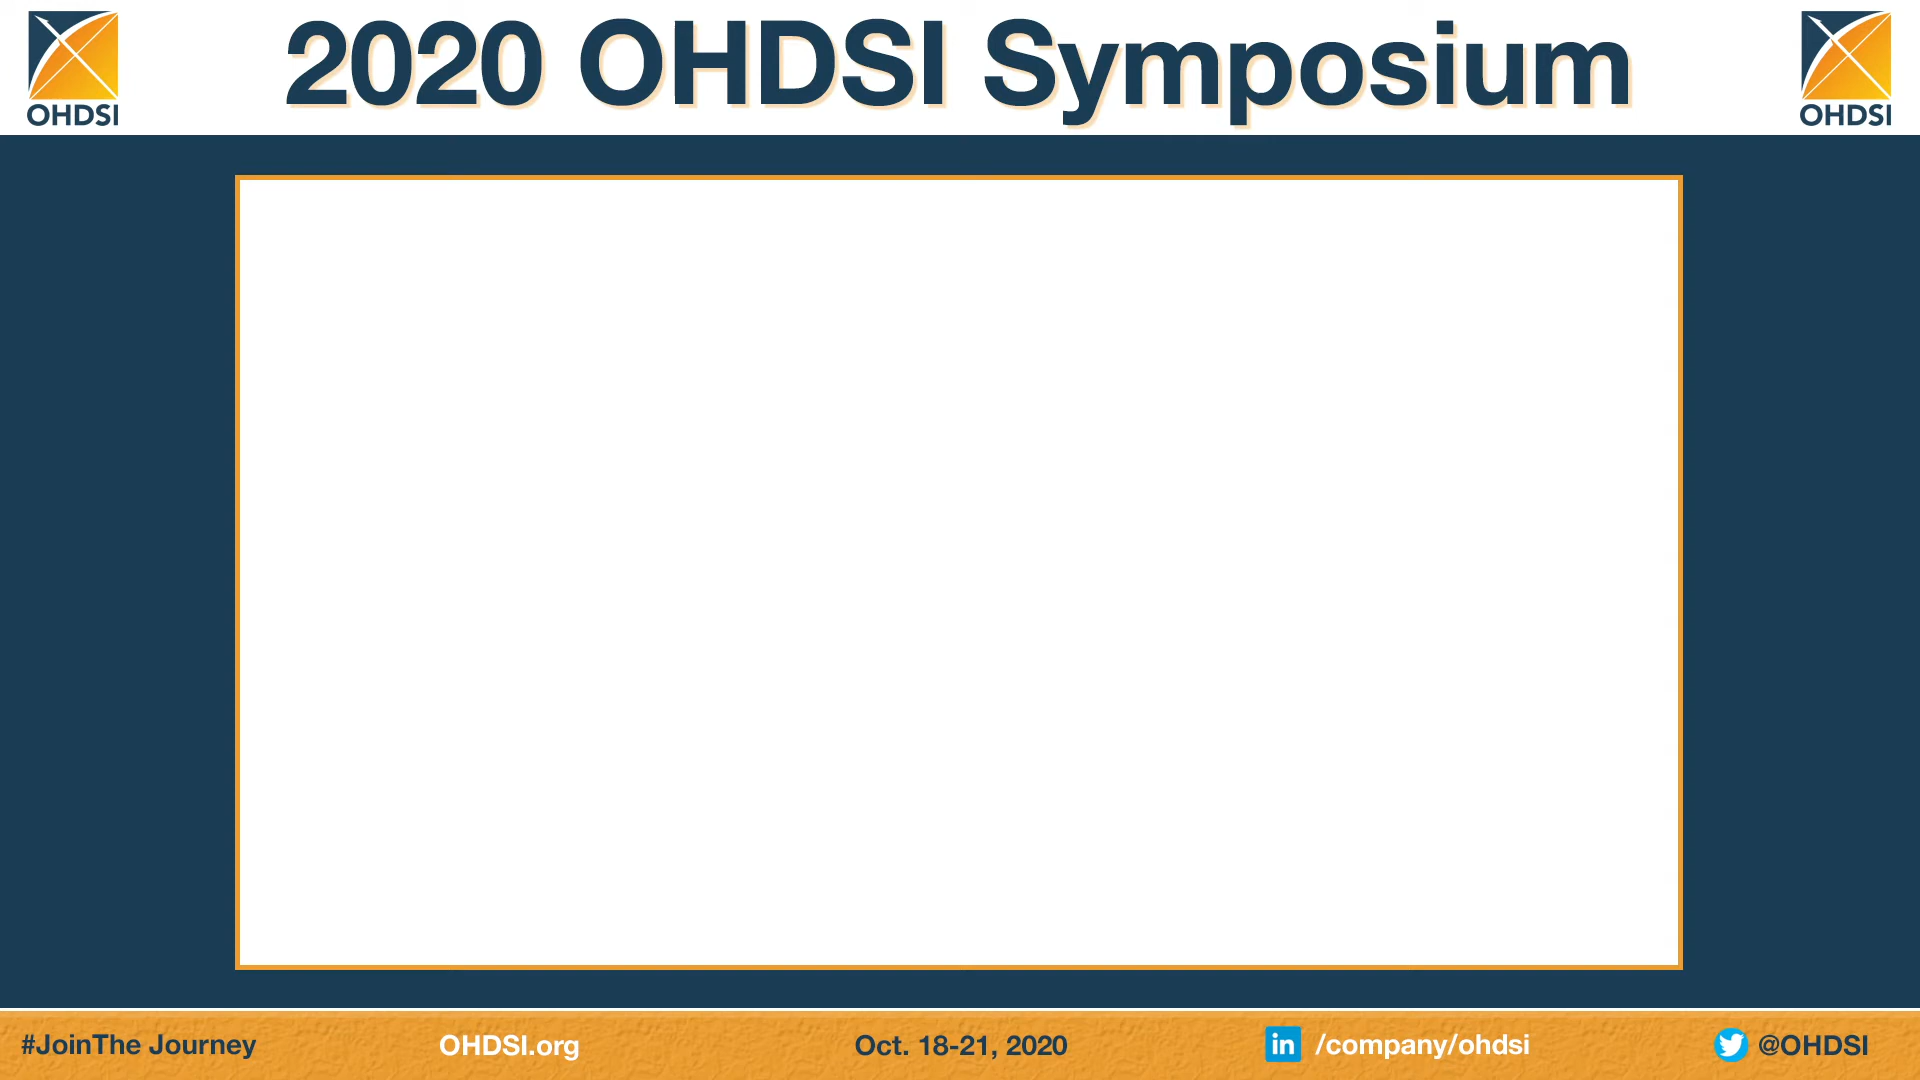 2020 OHDSI Symposium
OHDSI
OHDSI
#JoinThe Journey
OHDSI.org
Oct. 18-21, 2020
in /company/ohdsi
@OHDSI